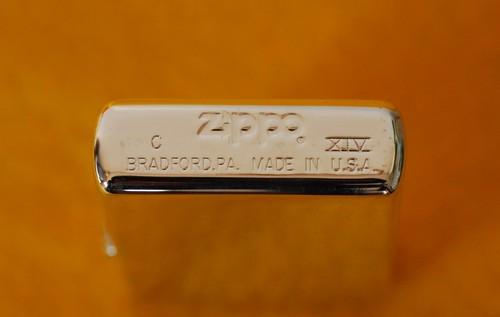 Zippo
C XIV
BRADFORD,PA. MADE IN U.S.A.